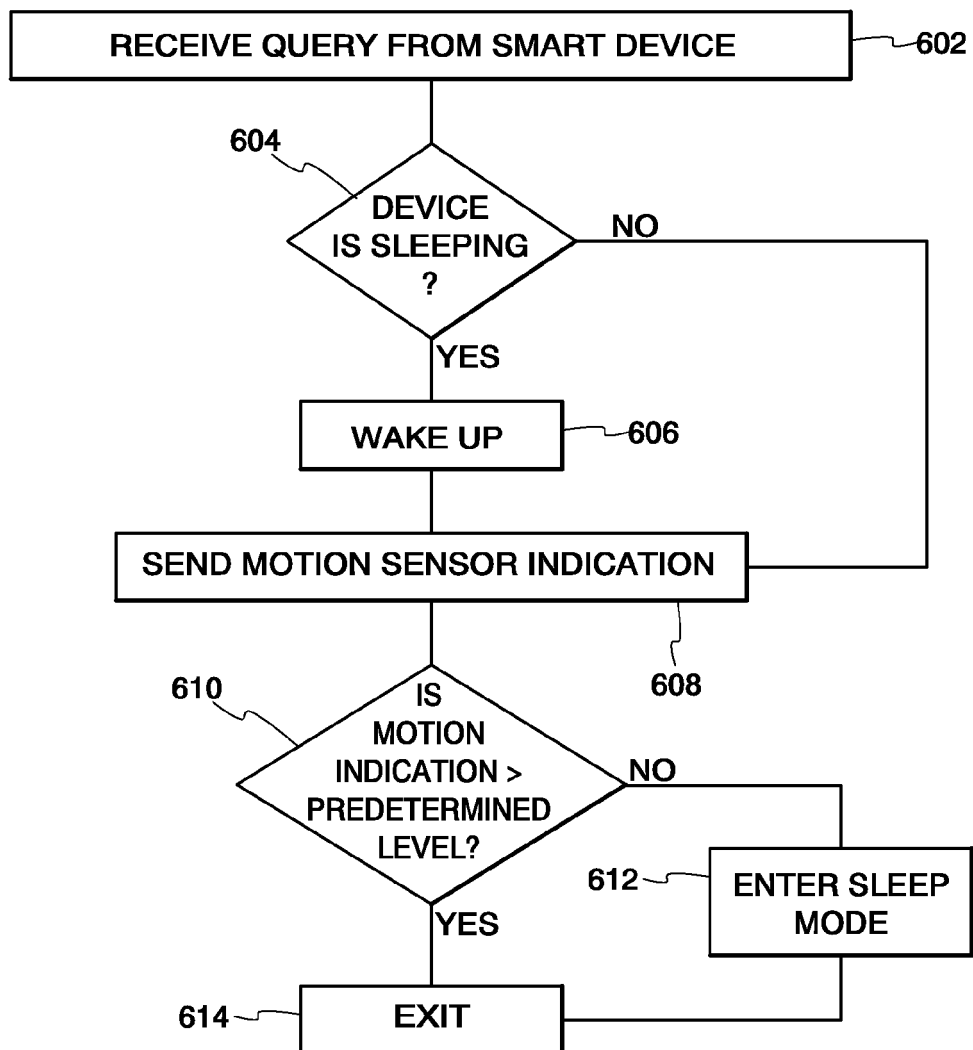 RECEIVE QUERY FROM SMART DEVICE
602
604
DEVICE
IS SLEEPING
?
NO
YES
WAKE UP
606
SEND MOTION SENSOR INDICATION
608
610
IS
MOTION
INDICATION >
PREDETERMINED
LEVEL?
NO
612
ENTER SLEEP
MODE
YES
614
EXIT